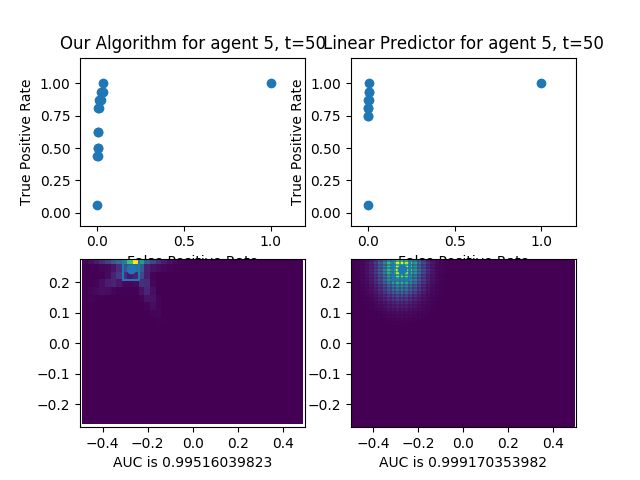 Our Algorithm for agent 5, t=50
Linear Predictor for agent 5, t=50
True Positive Rate
1.00
0.75
0.50
0.25
0.00
0.0 0.5 1.0
False Positive Rate
True Positive Rate
1.00
0.75
0.50
0.25
0.00
0.0 0.5 1.0
False Positive Rate
0.2
0.1
0.0
−0.1
−0.2
−0.4 −0.2 0.0 0.2 0.4
AUC is 0.99516039823
0.2
0.1
0.0
−0.1
−0.2
−0.4 −0.2 0.0 0.2 0.4
AUC is 0.999170353982